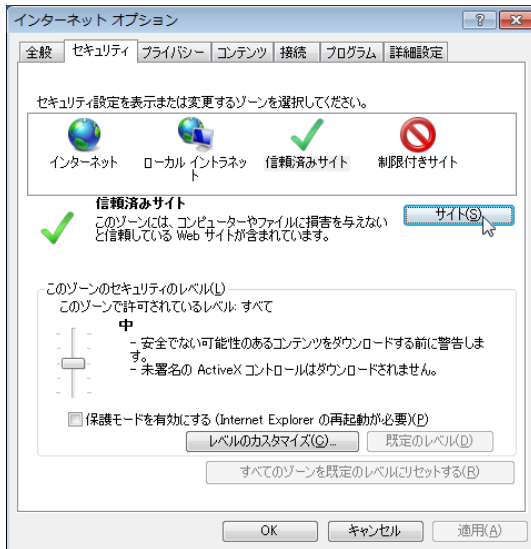 インターネット オプション
全般 セキュリティ プライバシー コンテンツ 接続 プログラム 詳細設定
セキュリティ設定を表示または変更するゾーンを選択してください。
インターネット ローカル イントラネット 信頼済みサイト 制限付きサイト
信頼済みサイト
このゾーンには、コンピューターやファイルに損害を与えない
と信頼している Web サイトが含まれています。
サイト(S)
このゾーンのセキュリティのレベル(L)
このゾーンで許可されているレベル: すべて
中
- 安全でない可能性のあるコンテンツをダウンロードする前に警告しま
す。
- 未署名の ActiveX コントロールはダウンロードされません。
保護モードを有効にする (Internet Explorer の再起動が必要)(P)
レベルのカスタマイズ(C)... 既定のレベル(D)
すべてのゾーンを既定のレベルにリセットする(R)
OK キャンセル 適用(A)